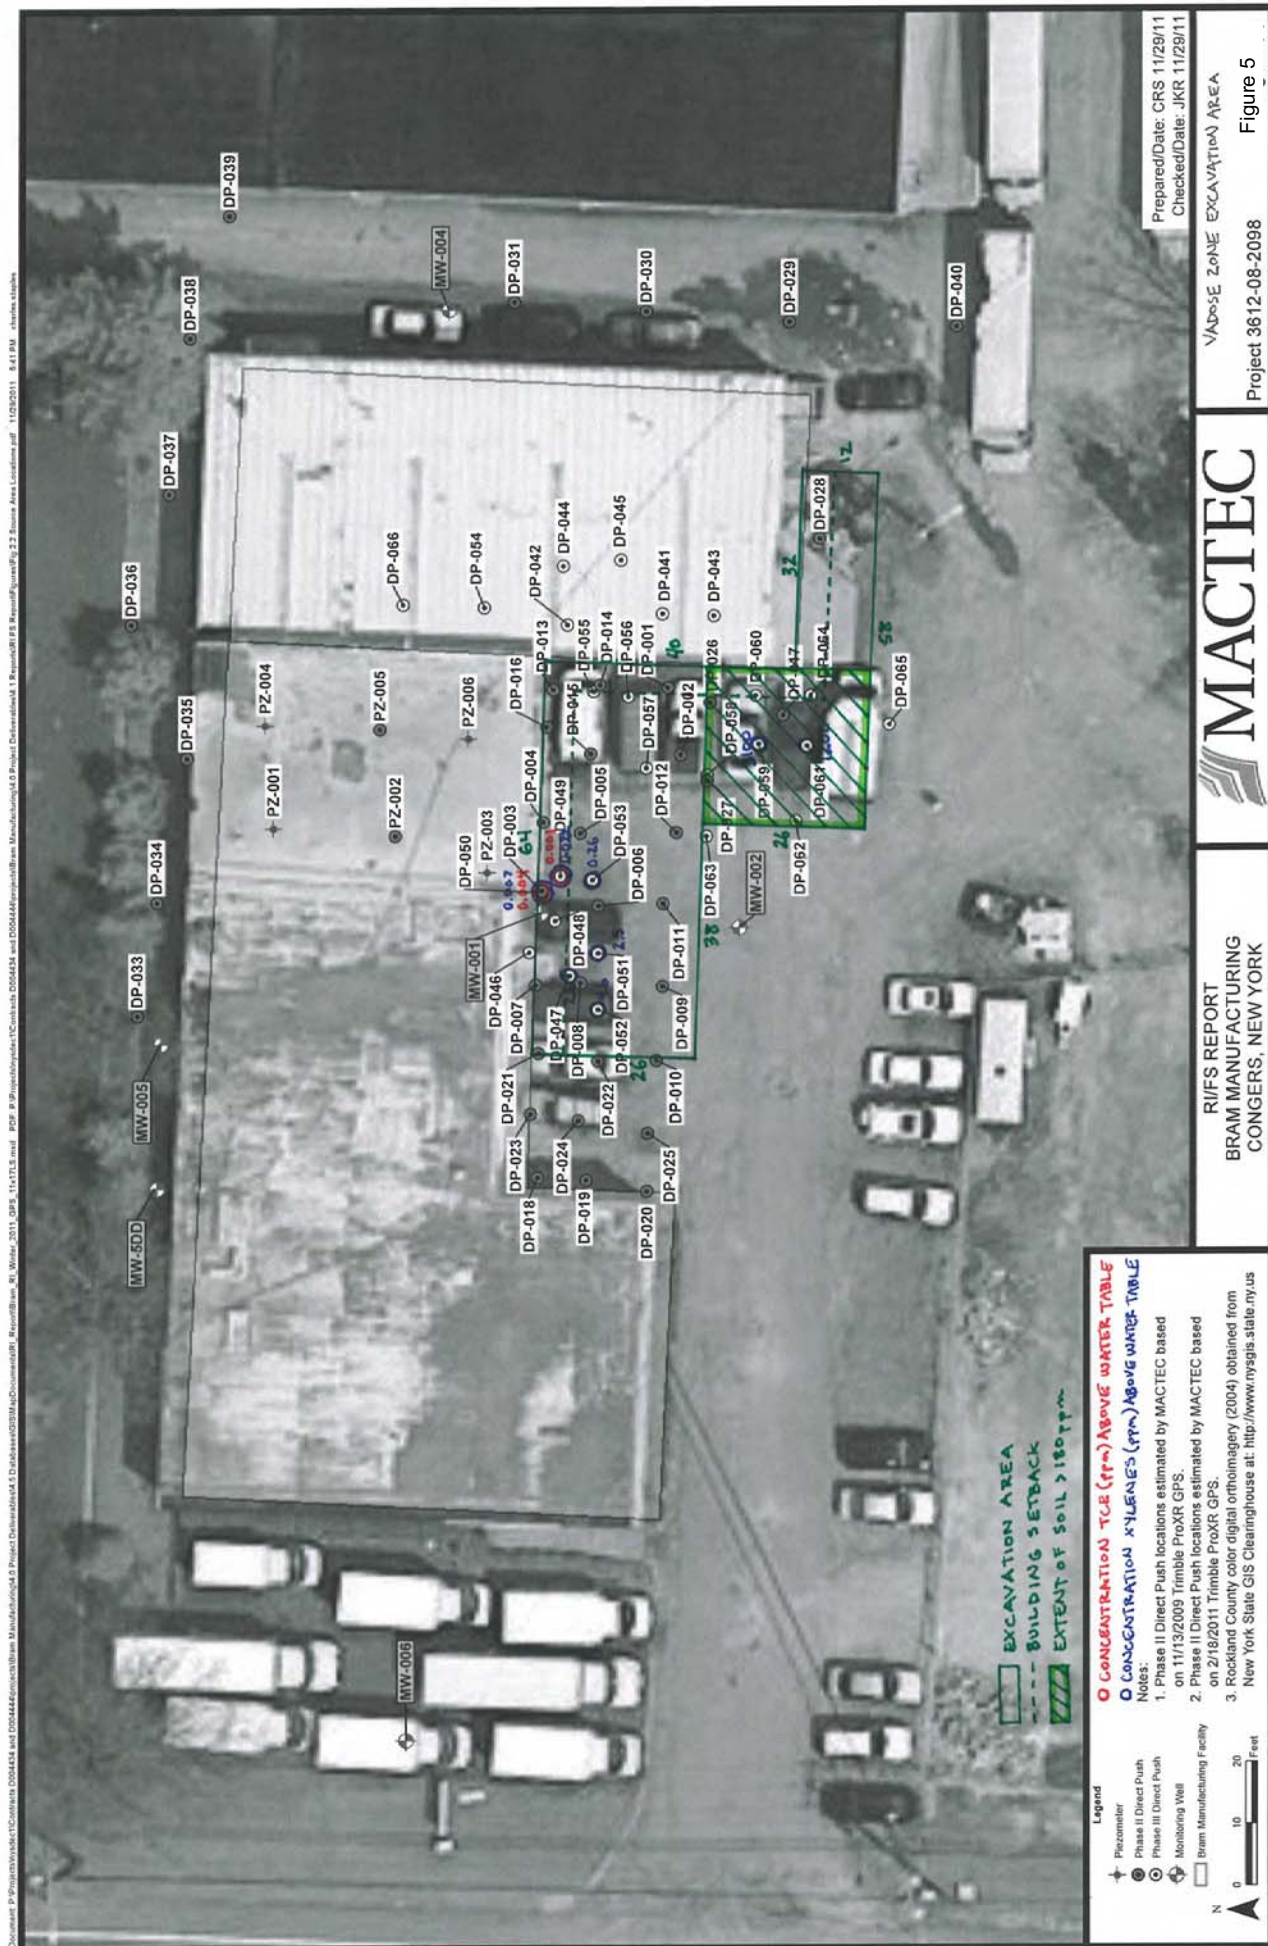 DP-039
DP-038
DP-037
DP-036
DP-035
DP-034
DP-033
MW-005
MW-5DD
MW-004
DP-031
DP-030
DP-029
DP-040
DP-066
DP-054
DP-044
DP-045
DP-042
DP-041
DP-043
DP-028
32
12
58
PZ-004
PZ-005
PZ-006
PZ-001
PZ-002
PZ-003
DP-013
DP-055
DP-014
DP-056
DP-001
40
DP-016
DP-015
DP-057
DP-002
DP-026
DP-060
DP-064
DP-065
DP-058
DP-059
DP-061
DP-004
DP-049
DP-005
DP-012
DP-027
DP-062
26
DP-003
64
DP-050
DP-053
0.26
DP-006
DP-063
MW-002
38
0.007
MW-001
DP-046
DP-048
2.5
DP-051
DP-011
DP-007
DP-047
DP-008
DP-052
DP-009
26
DP-021
DP-022
DP-010
DP-023
DP-024
DP-025
DP-018
DP-019
DP-020
MW-006
EXCAVATION AREA
BUILDING SETBACK
EXTENT OF SOIL > 180 ppm
Legend
Piezometer
Phase II Direct Push
Phase III Direct Push
Monitoring Well
Bram Manufacturing Facility
N
0 10 20
Feet
O CONCENTRATION TCE (ppm) ABOVE WATER TABLE
O CONCENTRATION XYLENES (ppm) ABOVE WATER TABLE
Notes:
1. Phase II Direct Push locations estimated by MACTEC based
on 11/13/2009 Trimble ProXR GPS.
2. Phase II Direct Push locations estimated by MACTEC based
on 2/18/2011 Trimble ProXR GPS.
3. Rockland County color digital orthoimagery (2004) obtained from
New York State GIS Clearinghouse at: http://www.nysgis.state.ny.us
RI/FS REPORT
BRAM MANUFACTURING
CONGERS, NEW YORK
MACTEC
Prepared/Date: CRS 11/29/11
Checked/Date: JKR 11/29/11
VADOSE ZONE EXCAVATION AREA
Project 3612-08-2098
Figure 5